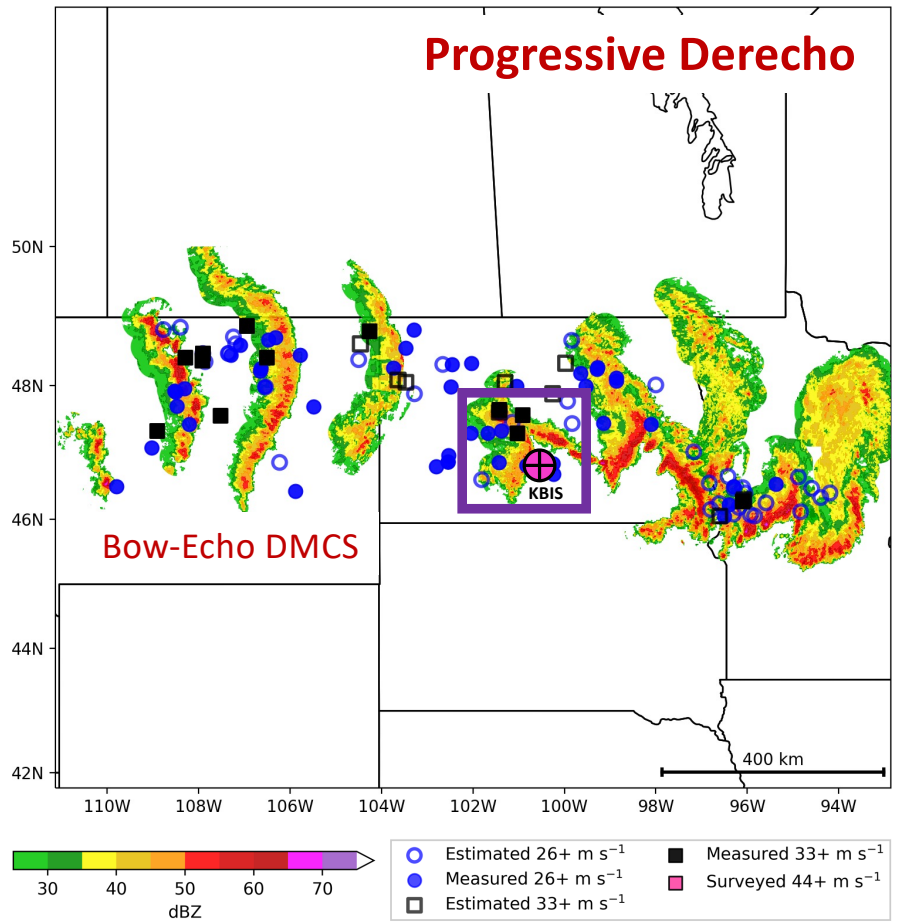 Progressive Derecho
50N
48N
46N
44N
42N
KBIS
Bow-Echo DMCS
400 km
110W 108W 106W 104W 102W 100W 98W 96W 94W
30 40 50 60 70
dBZ
Estimated 26+ m s⁻¹
Measured 26+ m s⁻¹
Estimated 33+ m s⁻¹
Measured 33+ m s⁻¹
Surveyed 44+ m s⁻¹